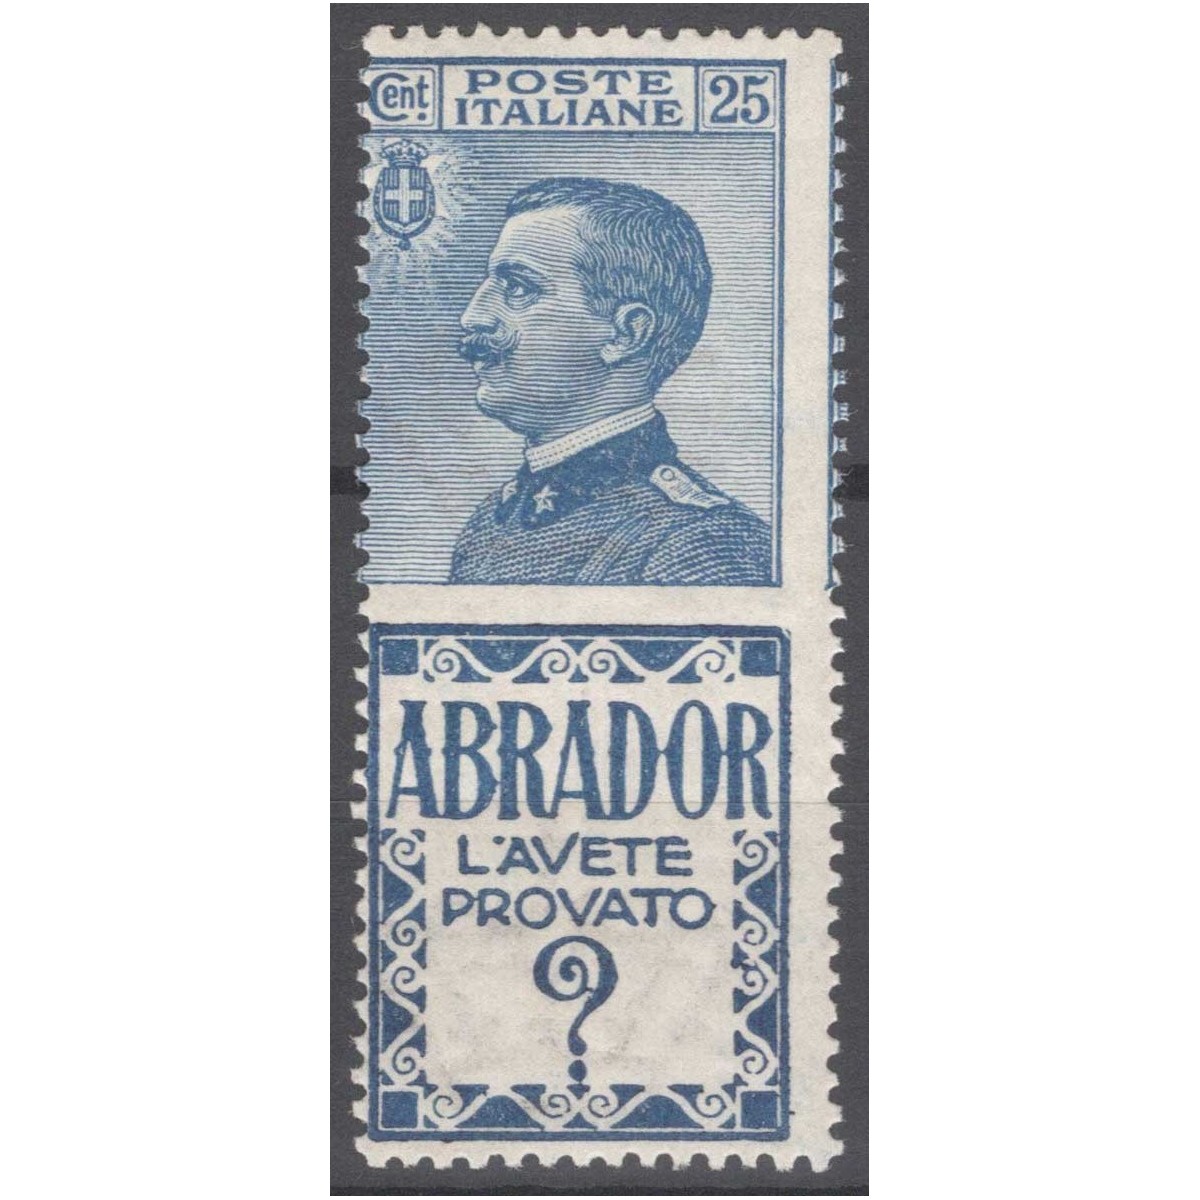 Cent. POSTE ITALIANE 25
ABRADOR
L'AVETE
PROVATO
?